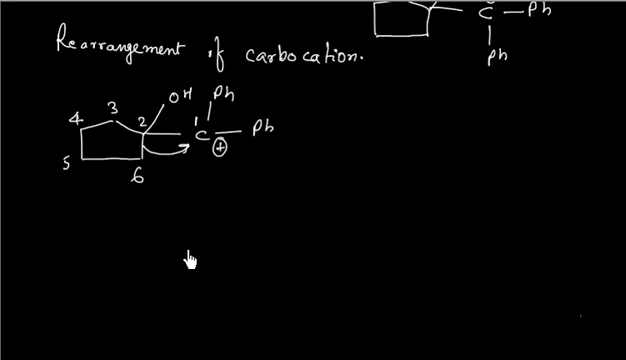 C — Ph
Ph
Rearrangement of carbocation.
OH Ph
4 3 2 1 C — Ph
+
5 6